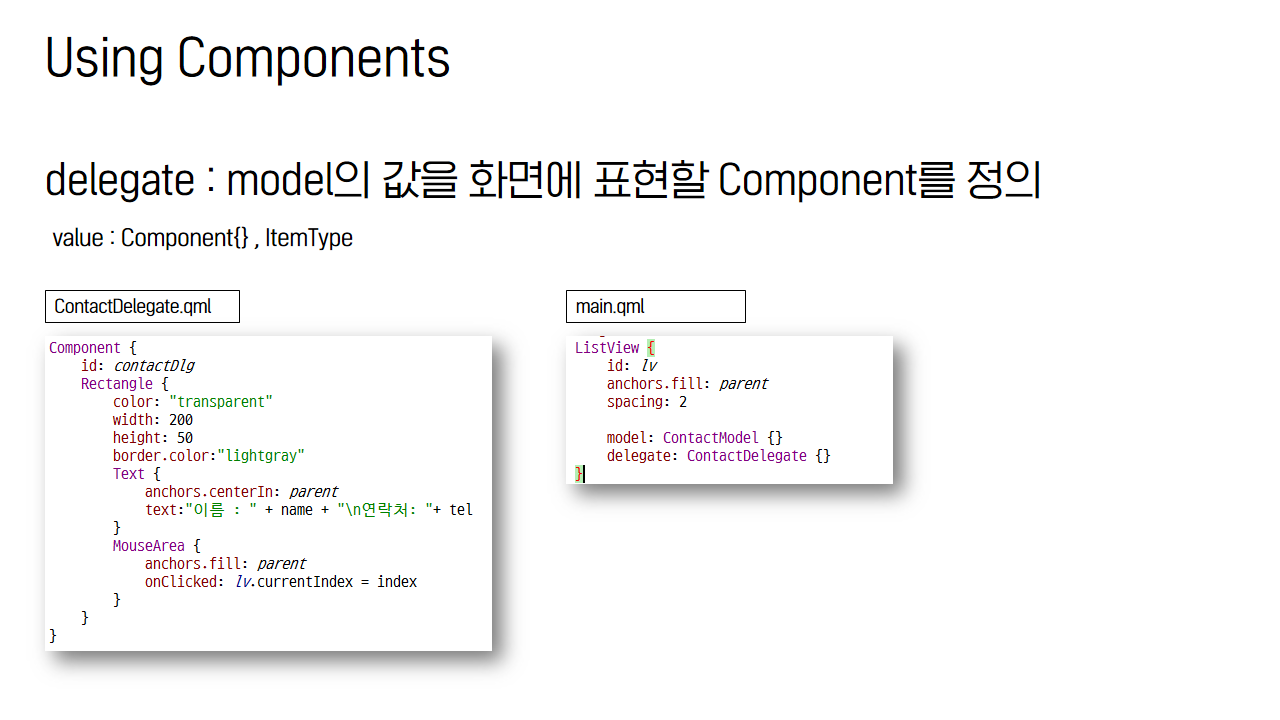 Using Components
delegate : model의 값을 화면에 표현할 Component를 정의
value : Component{} , ItemType
ContactDelegate.qml
Component {
    id: contactDlg
    Rectangle {
        color: "transparent"
        width: 200
        height: 50
        border.color:"lightgray"
        Text {
            anchors.centerIn: parent
            text:"이름 : " + name + "\n연락처: "+ tel
        }
        MouseArea {
            anchors.fill: parent
            onClicked: lv.currentIndex = index
        }
    }
}
main.qml
ListView {
    id: lv
    anchors.fill: parent
    spacing: 2
    model: ContactModel {}
    delegate: ContactDelegate {}
}